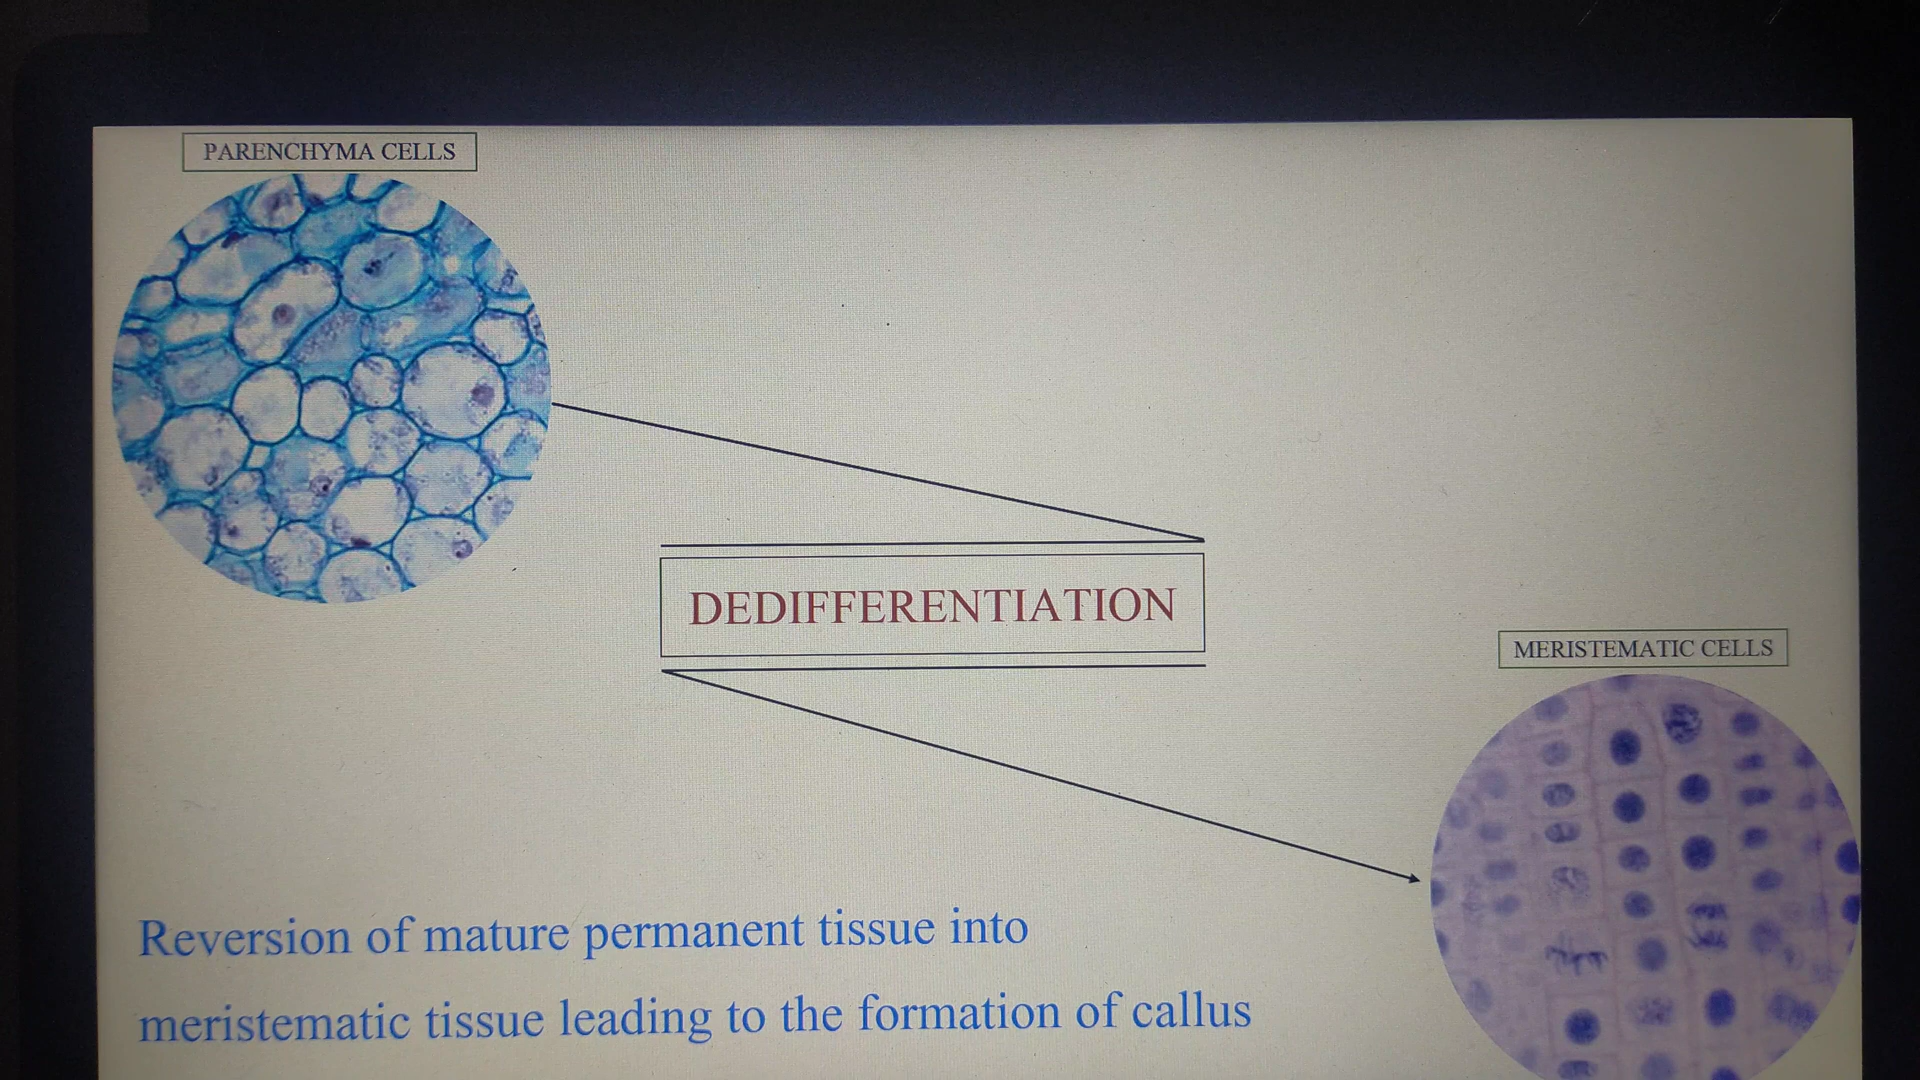 PARENCHYMA CELLS
DEDIFFERENTIATION
MERISTEMATIC CELLS
Reversion of mature permanent tissue into
meristematic tissue leading to the formation of callus